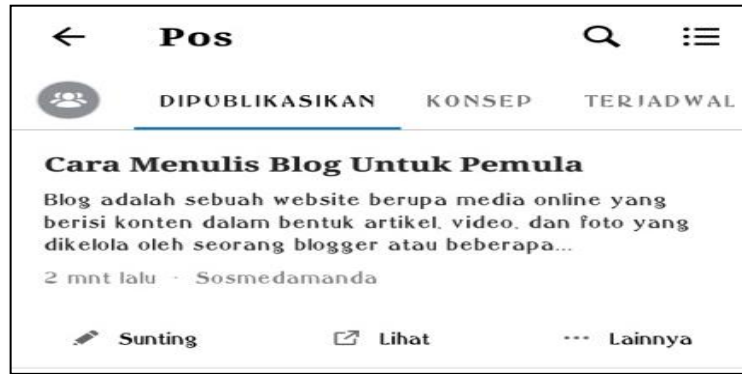 Pos
DIPUBLIKASIKAN KONSEP TERJADWAL
Cara Menulis Blog Untuk Pemula
Blog adalah sebuah website berupa media online yang
berisi konten dalam bentuk artikel, video, dan foto yang
dikelola oleh seorang blogger atau beberapa...
2 mnt lalu · Sosmedamanda
Sunting Lihat ··· Lainnya